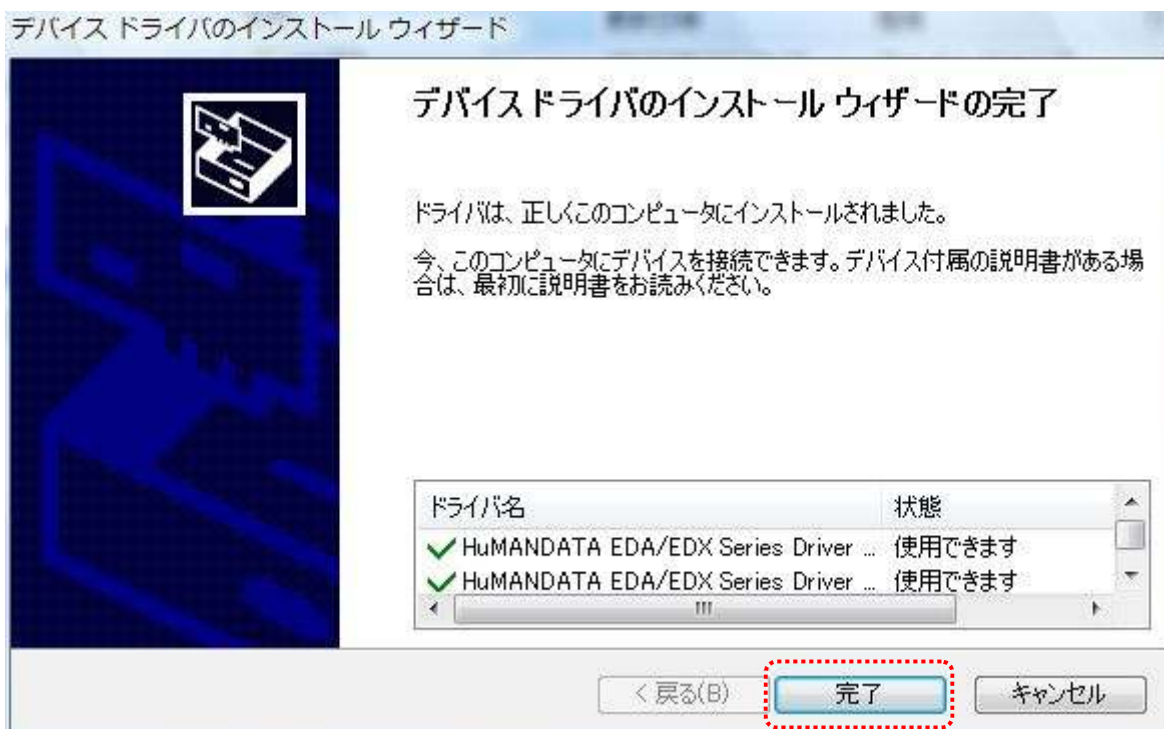 デバイス ドライバのインストール ウィザード
デバイス ドライバのインストール ウィザードの完了
ドライバは、正しくこのコンピュータにインストールされました。
今、このコンピュータにデバイスを接続できます。デバイス付属の説明書がある場
合は、最初に説明書をお読みください。
ドライバ名 状態
HuMANDATA EDA/EDX Series Driver ... 使用できます
HuMANDATA EDA/EDX Series Driver ... 使用できます
< 戻る(B) 完了 キャンセル